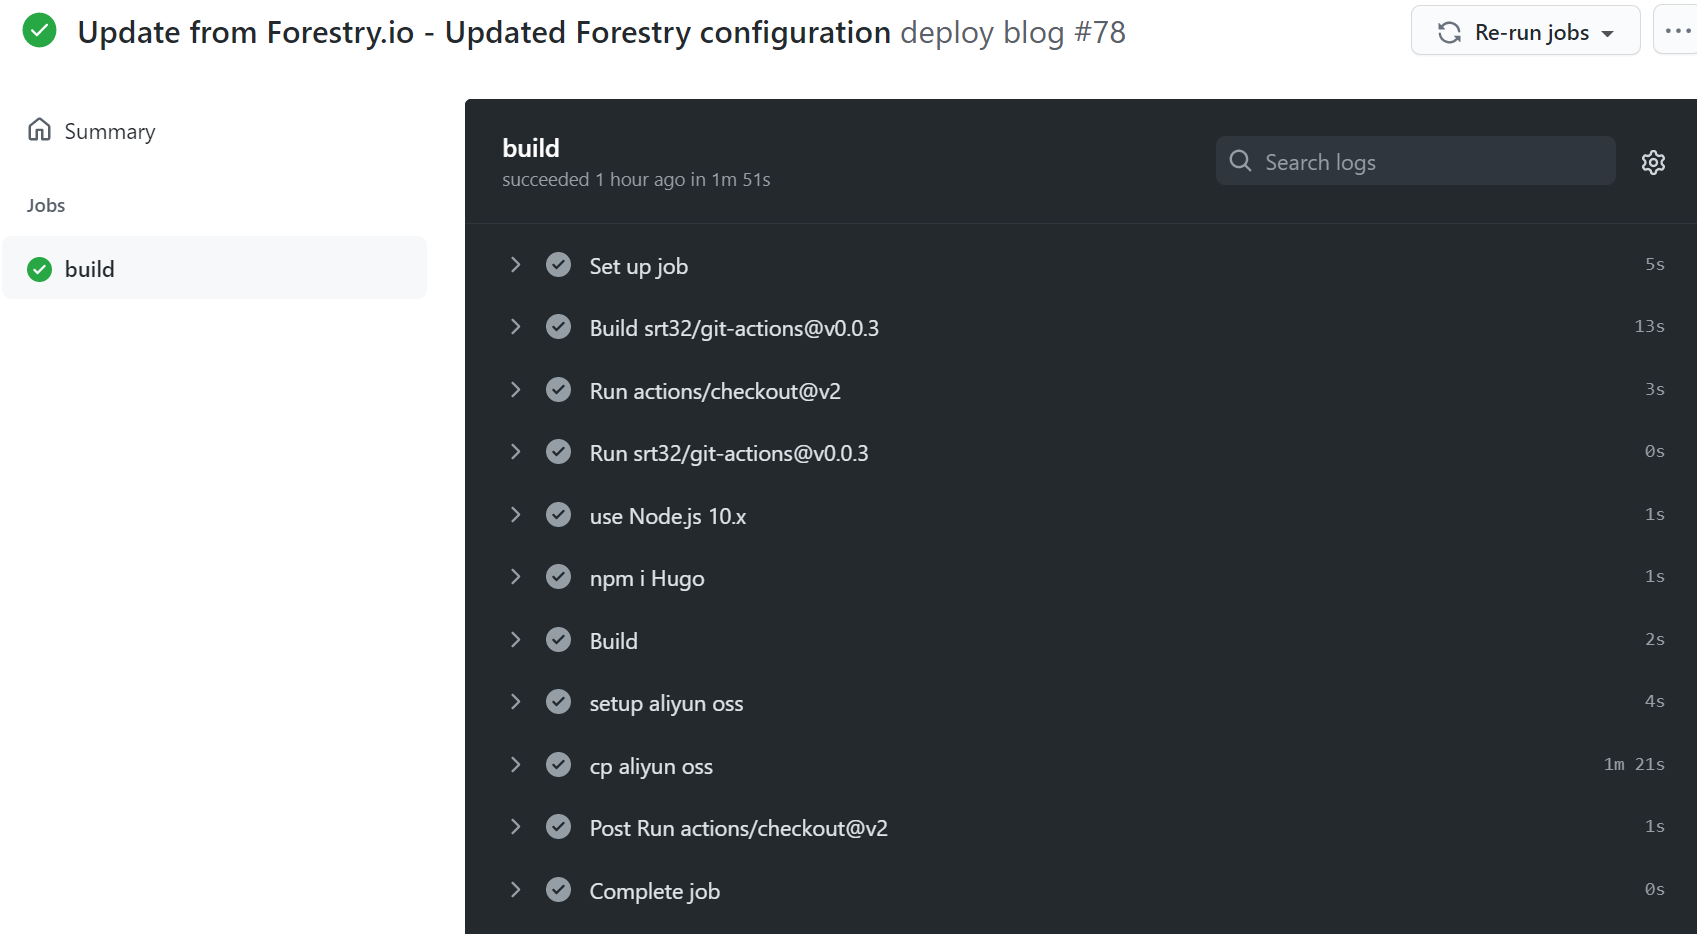 Update from Forestry.io - Updated Forestry configuration deploy blog #78
Re-run jobs
Summary
Jobs
build
build
succeeded 1 hour ago in 1m 51s
Search logs
Set up job 5s
Build srt32/git-actions@v0.0.3 13s
Run actions/checkout@v2 3s
Run srt32/git-actions@v0.0.3 0s
use Node.js 10.x 1s
npm i Hugo 1s
Build 2s
setup aliyun oss 4s
cp aliyun oss 1m 21s
Post Run actions/checkout@v2 1s
Complete job 0s